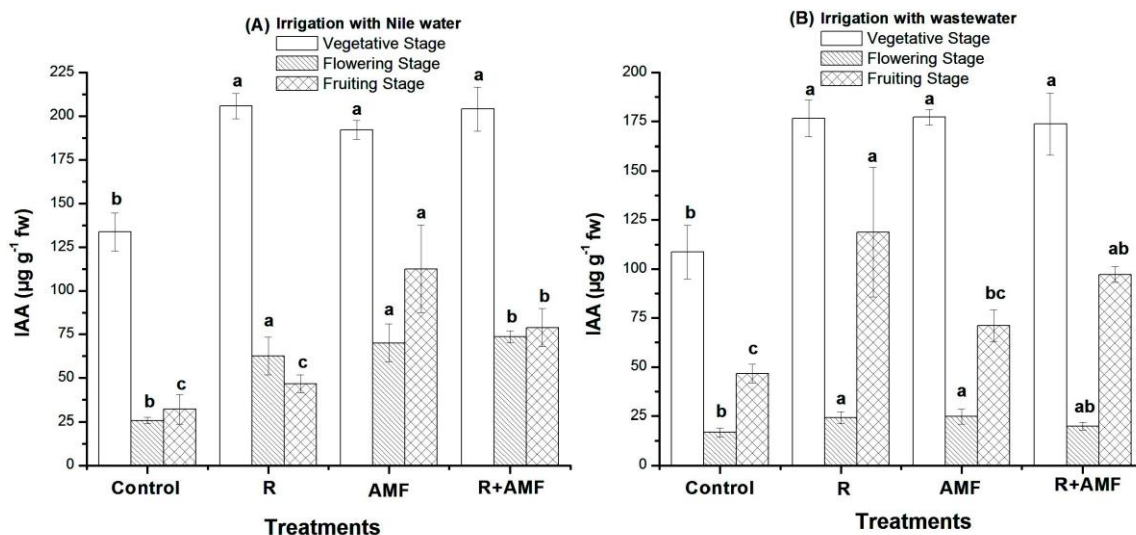 (A) Irrigation with Nile water
Vegetative Stage
Flowering Stage
Fruiting Stage
IAA (µg g⁻¹ fw)
225
200
175
150
125
100
75
50
25
0
b
b
c
a
a
c
a
a
a
a
b
b
Control
R
AMF
R+AMF
Treatments
(B) Irrigation with wastewater
Vegetative Stage
Flowering Stage
Fruiting Stage
IAA (µg g⁻¹ fw)
200
175
150
125
100
75
50
25
0
b
b
c
a
a
a
a
a
bc
a
ab
ab
Control
R
AMF
R+AMF
Treatments